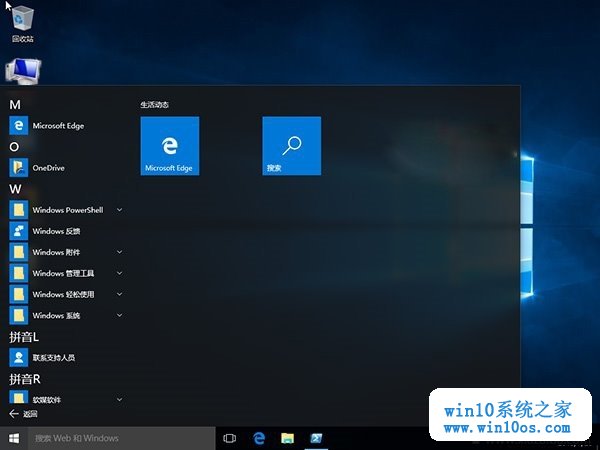 回收站
M
生活动态
Microsoft Edge
O
OneDrive
Microsoft Edge
搜索
W
Windows PowerShell
Windows 反馈
Windows 附件
Windows 管理工具
Windows 轻松使用
Windows 系统
拼音L
联系支持人员
拼音R
软媒软件
返回
搜索 Web 和 Windows
win10系统之家
www.win10os.com